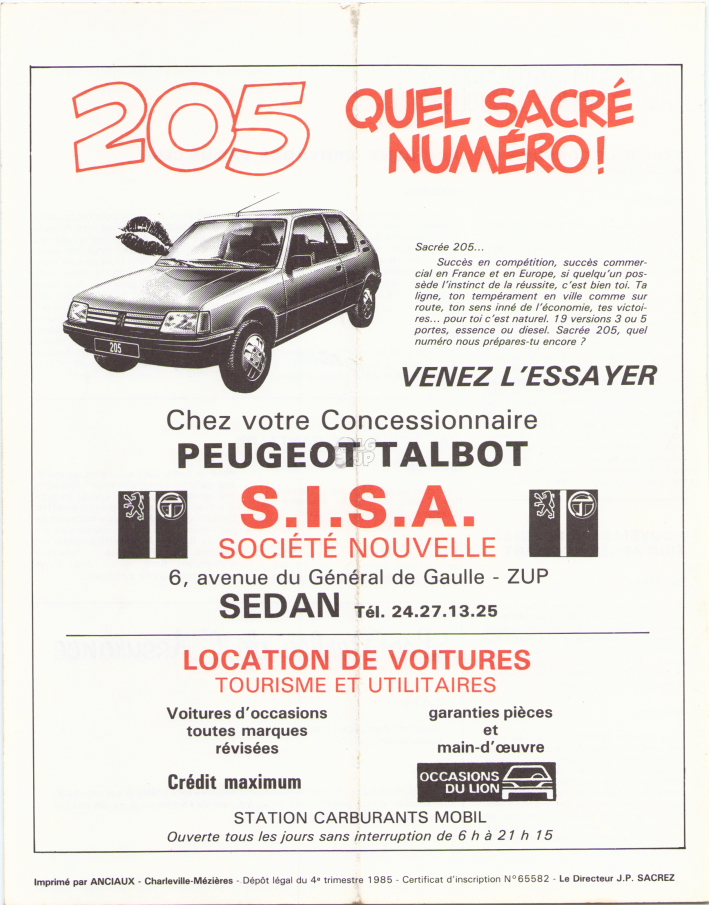 205
QUEL SACRÉ
NUMÉRO!
Sacrée 205...
Succès en compétition, succès commer-
cial en France et en Europe, si quelqu'un pos-
sède l'instinct de la réussite, c'est bien toi. Ta
ligne, ton tempérament en ville comme sur
route, ton sens inné de l'économie, tes victoi-
res... pour toi c'est naturel. 19 versions 3 ou 5
portes, essence ou diesel. Sacrée 205, quel
numéro nous prépares-tu encore ?
205
VENEZ L'ESSAYER
Chez votre Concessionnaire
PEUGEOT TALBOT
S.I.S.A.
SOCIÉTÉ NOUVELLE
6, avenue du Général de Gaulle - ZUP
SEDAN Tél. 24.27.13.25
LOCATION DE VOITURES
TOURISME ET UTILITAIRES
Voitures d'occasions
toutes marques
révisées
Crédit maximum
garanties pièces
et
main-d'œuvre
OCCASIONS
DU LION
STATION CARBURANTS MOBIL
Ouverte tous les jours sans interruption de 6 h à 21 h 15
Imprimé par ANCIAUX - Charleville-Mézières - Dépôt légal du 4e trimestre 1985 - Certificat d'inscription N°65582 - Le Directeur J.P. SACREZ